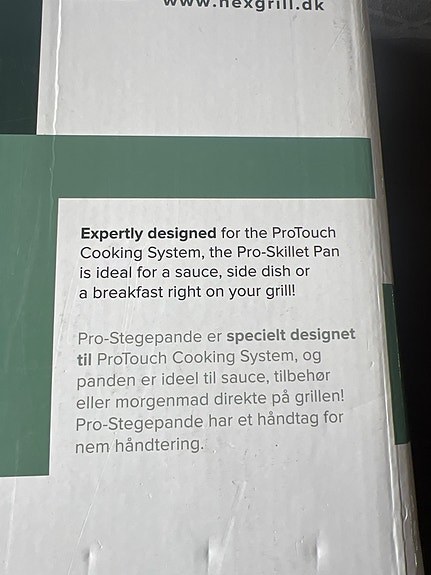 www.nexgrill.dk
Expertly designed for the ProTouch
Cooking System, the Pro-Skillet Pan
is ideal for a sauce, side dish or
a breakfast right on your grill!
Pro-Stegepande er specielt designet
til ProTouch Cooking System, og
panden er ideel til sauce, tilbehør
eller morgenmad direkte på grillen!
Pro-Stegepande har et håndtag for
nem håndtering.